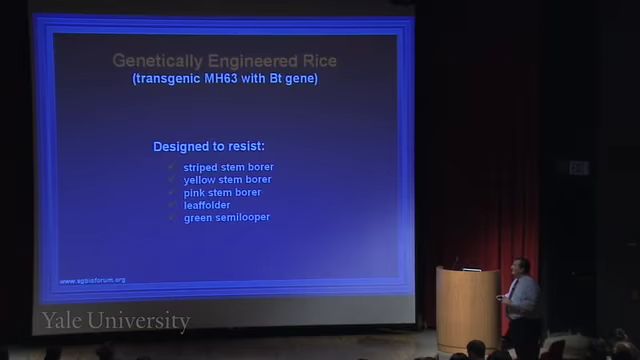 Genetically Engineered Rice
(transgenic MH63 with Bt gene)
Designed to resist:
striped stem borer
yellow stem borer
pink stem borer
leaffolder
green semilooper
www.agbioforum.org
Yale University